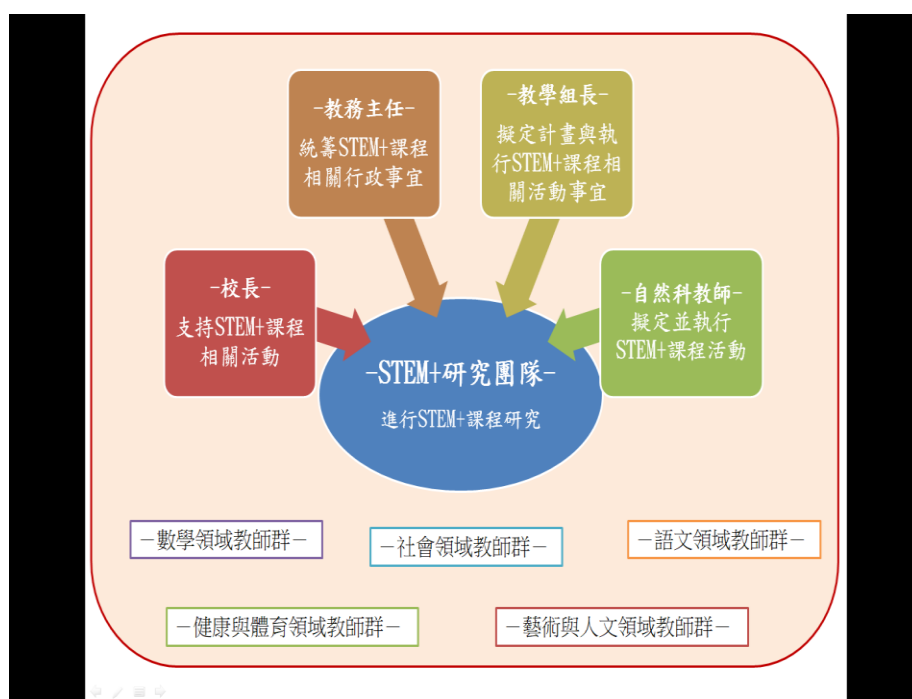 -教務主任-
統籌STEM+課程
相關行政事宜
-教學組長-
擬定計畫與執
行STEM+課程相
關活動事宜
-校長-
支持STEM+課程
相關活動
-自然科教師-
擬定並執行
STEM+課程活動
-STEM+研究團隊-
進行STEM+課程研究
－數學領域教師群－
－社會領域教師群－
－語文領域教師群－
－健康與體育領域教師群－
－藝術與人文領域教師群－